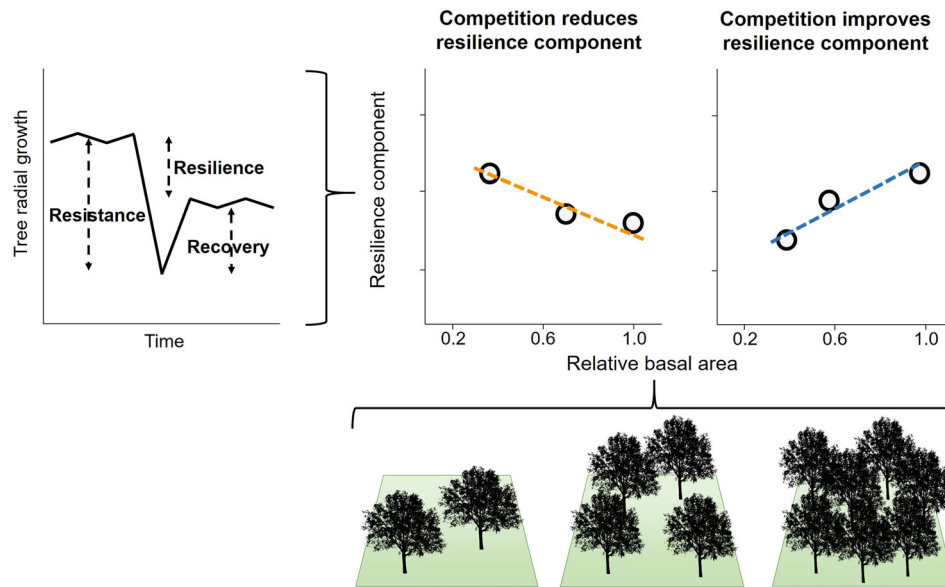 Competition reduces
resilience component
Competition improves
resilience component
Tree radial growth
Resilience
Resistance
Recovery
Time
Resilience component
0.2
0.6
1.0
0.2
0.6
1.0
Relative basal area